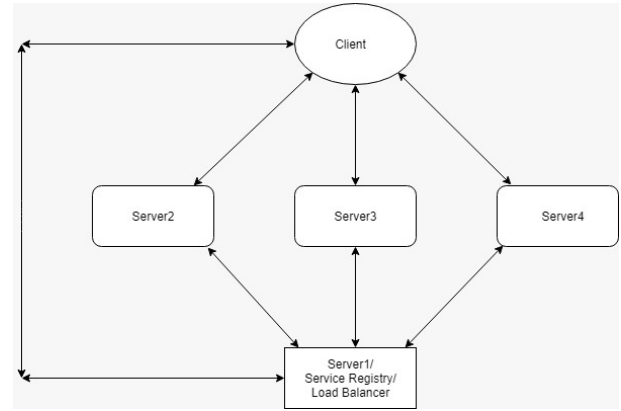 Client
Server2
Server3
Server4
Server1/
Service Registry/
Load Balancer